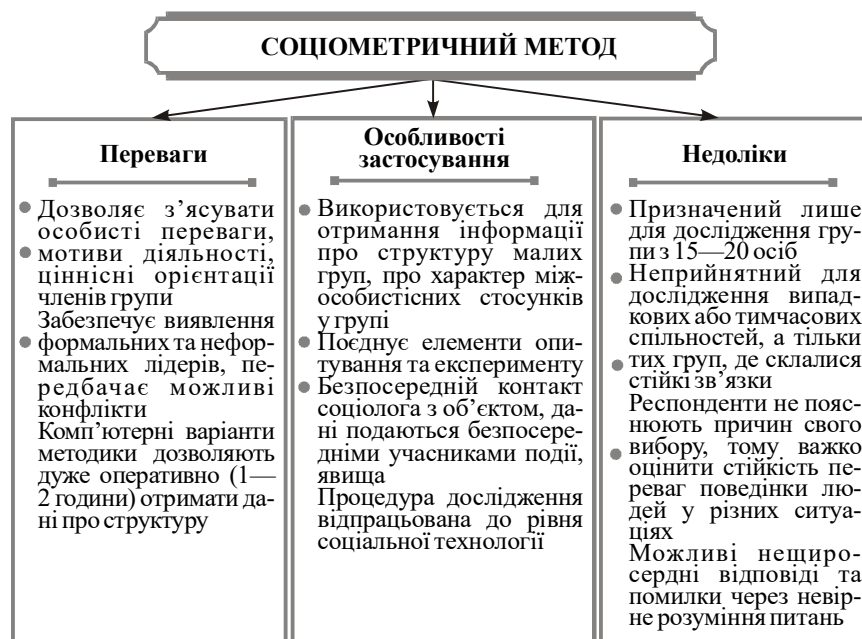 СОЦІОМЕТРИЧНИЙ МЕТОД
Переваги
Дозволяє з’ясувати
особисті переваги,
мотиви діяльності,
ціннісні орієнтації
членів групи
Забезпечує виявлення
формальних та нефор-
мальних лідерів, пе-
редбачає можливі
конфлікти
Комп’ютерні варіанти
методики дозволяють
дуже оперативно (1—
2 години) отримати да-
ні про структуру
Особливості
застосування
Використовується для
отримання інформації
про структуру малих
груп, про характер між-
особистісних стосунків
у групі
Поєднує елементи опи-
тування та експерименту
Безпосередній контакт
соціолога з об’єктом, да-
ні подаються безпосере-
дніми учасниками події,
явища
Процедура дослідження
відпрацьована до рівня
соціальної технології
Недоліки
Призначений лише
для дослідження гру-
пи з 15—20 осіб
Неприйнятний для
дослідження випад-
кових або тимчасових
спільностей, а тільки
тих груп, де склалися
стійкі зв’язки
Респонденти не пояс-
нюють причин свого
вибору, тому важко
оцінити стійкість пе-
реваг поведінки лю-
дей у різних ситуа-
ціях
Можливі нещиро-
сердні відповіді та
помилки через невір-
не розуміння питань